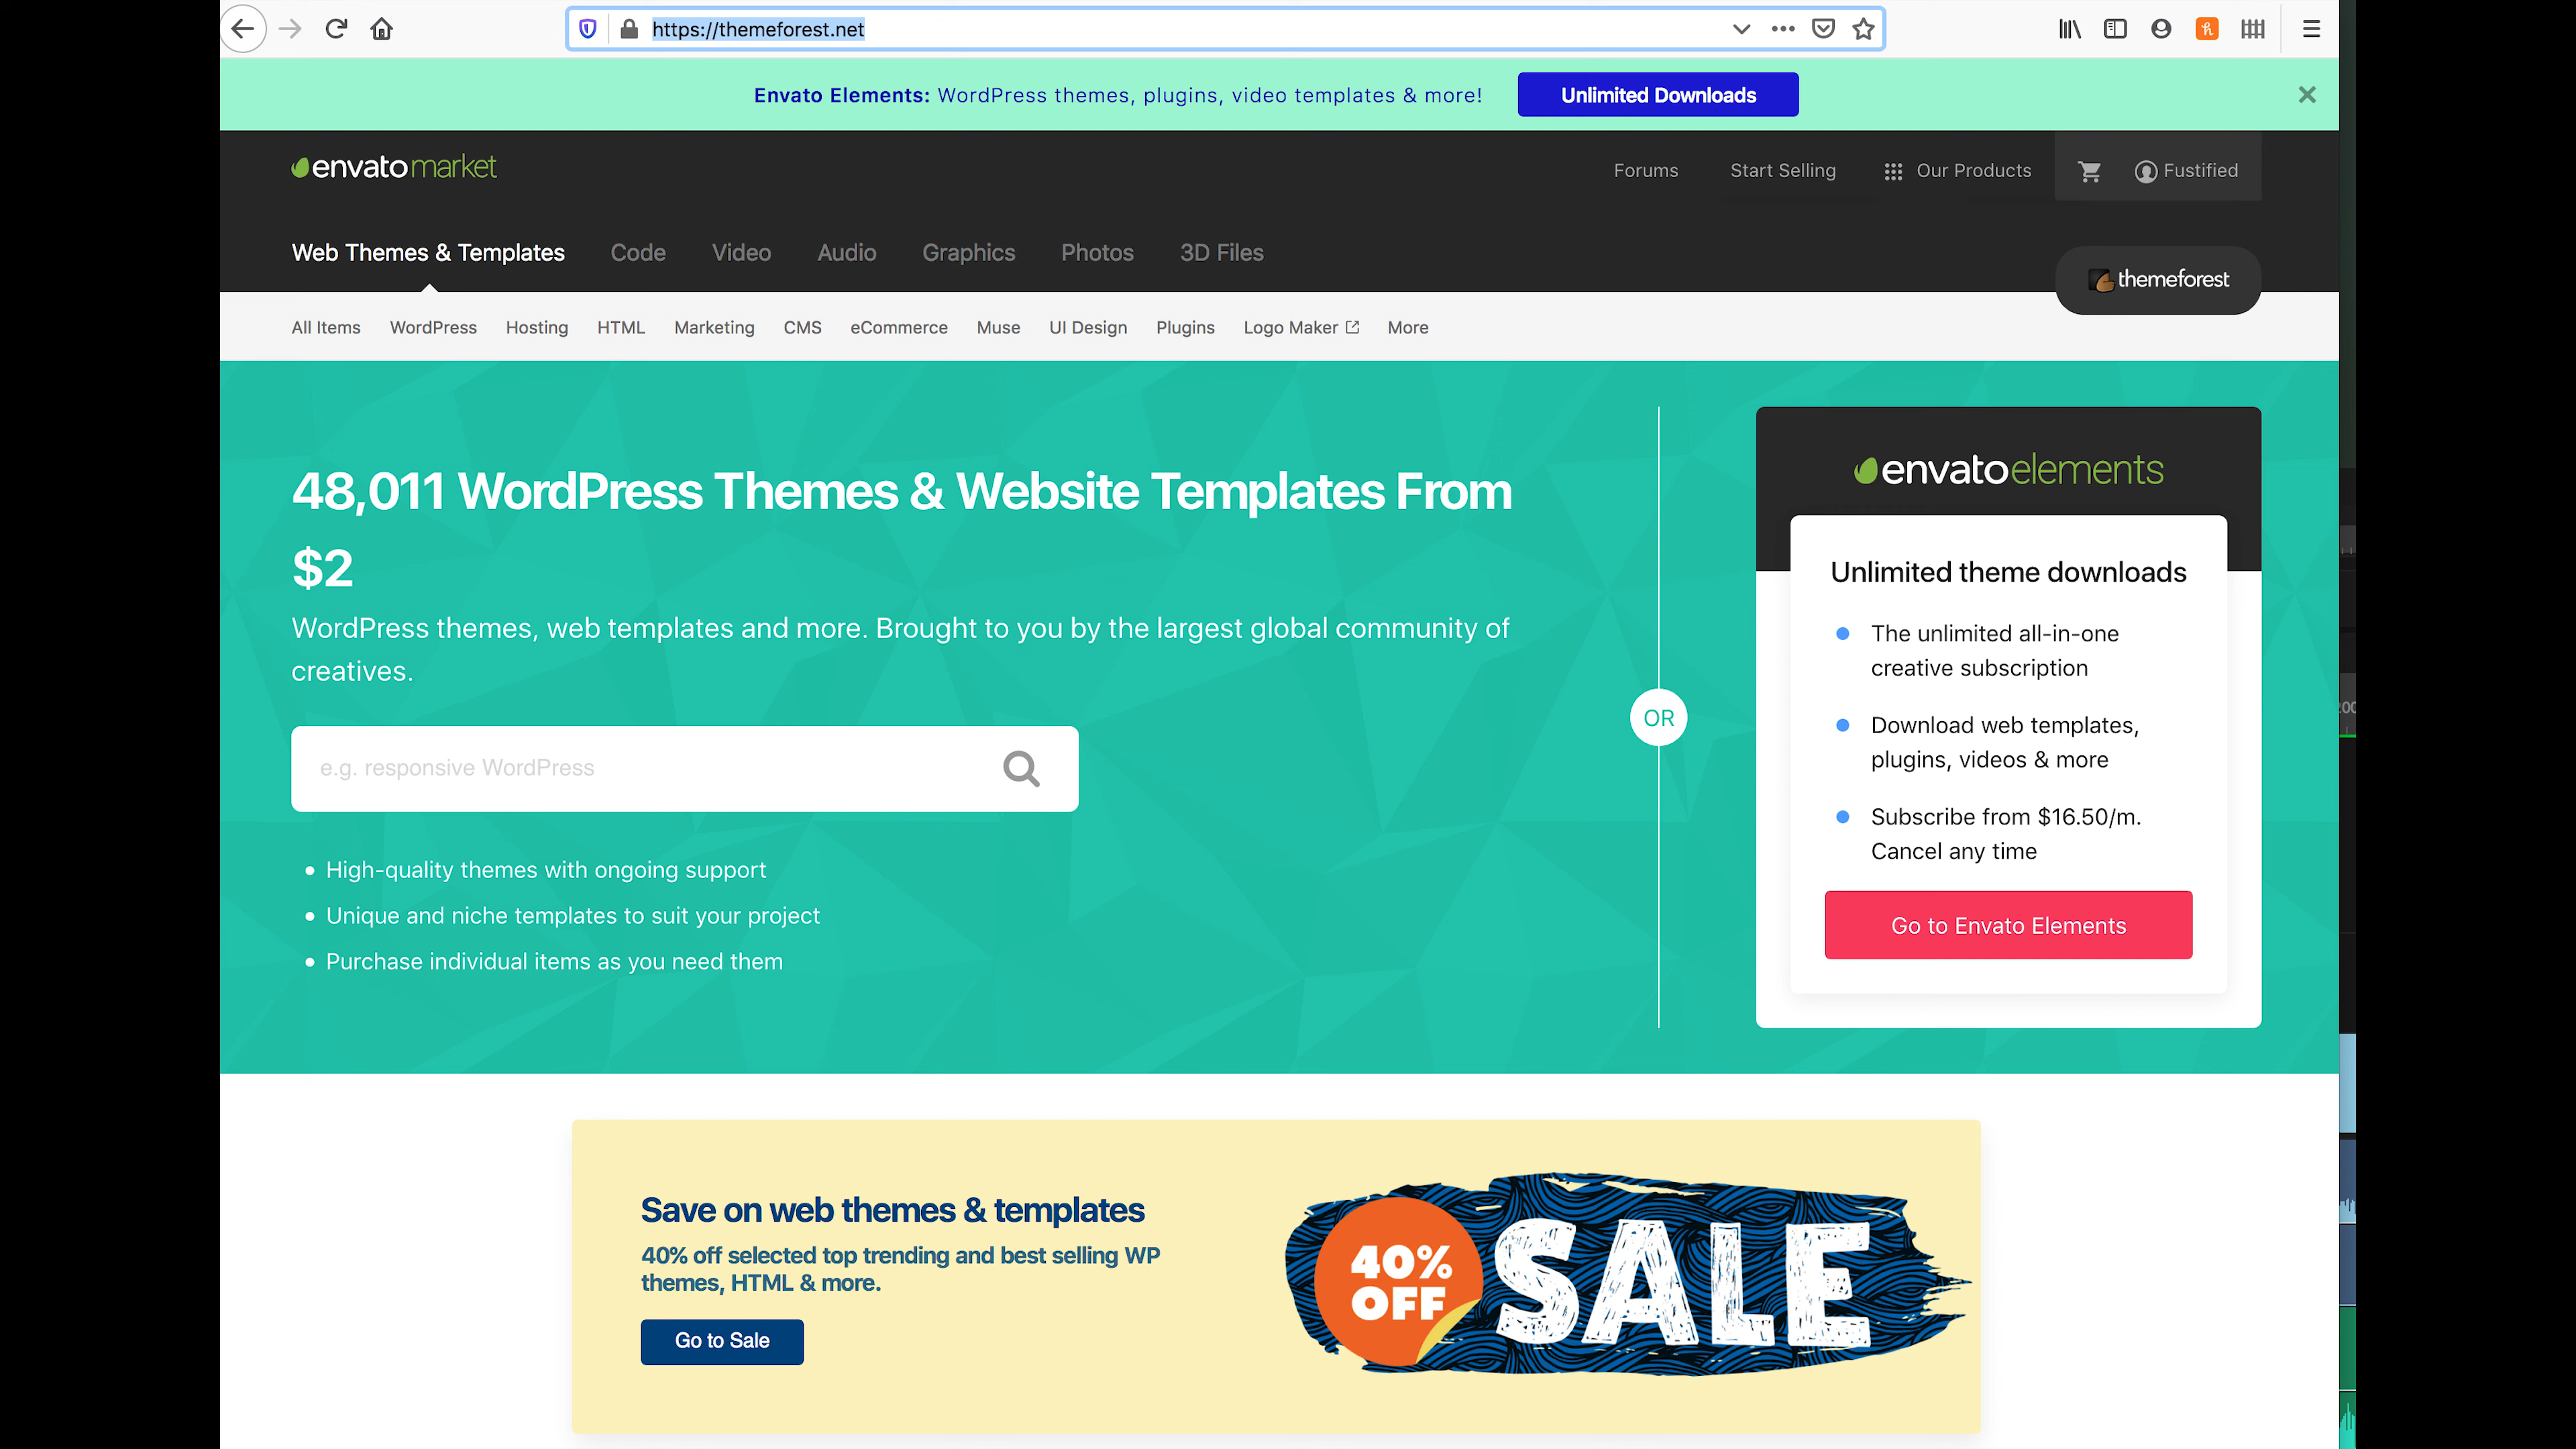 https://themeforest.net
Envato Elements: WordPress themes, plugins, video templates & more!
Unlimited Downloads
envatomarket
Forums
Start Selling
Our Products
Fustified
Web Themes & Templates
Code
Video
Audio
Graphics
Photos
3D Files
themeforest
All Items
WordPress
Hosting
HTML
Marketing
CMS
eCommerce
Muse
UI Design
Plugins
Logo Maker
More
48,011 WordPress Themes & Website Templates From
$2
WordPress themes, web templates and more. Brought to you by the largest global community of
creatives.
e.g. responsive WordPress
High-quality themes with ongoing support
Unique and niche templates to suit your project
Purchase individual items as you need them
OR
envatoelements
Unlimited theme downloads
The unlimited all-in-one
creative subscription
Download web templates,
plugins, videos & more
Subscribe from $16.50/m.
Cancel any time
Go to Envato Elements
Save on web themes & templates
40% off selected top trending and best selling WP
themes, HTML & more.
Go to Sale
40%
OFF
SALE